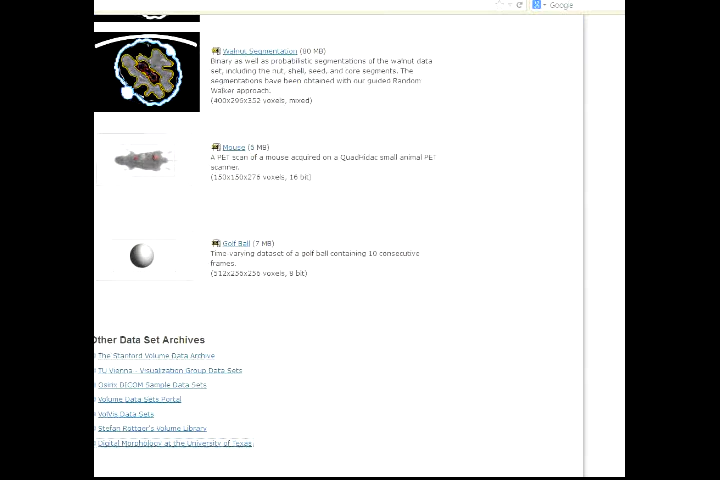 Google
Walnut Segmentation (80 MB)
Binary as well as probabilistic segmentations of the walnut data
set, including the nut, shell, seed, and core segments. The
segmentations have been obtained with our guided Random
Walker approach.
(400x296x352 voxels, mixed)
Mouse (5 MB)
A PET scan of a mouse acquired on a QuadHidac small animal PET
scanner.
(150x150x276 voxels, 16 bit)
Golf Ball (7 MB)
Time-varying dataset of a golf ball containing 10 consecutive
frames.
(512x256x256 voxels, 8 bit)
Other Data Set Archives
The Stanford Volume Data Archive
TU Vienna - Visualization Group Data Sets
Osirix DICOM Sample Data Sets
Volume Data Sets Portal
VolVis Data Sets
Stefan Röttger's Volume Library
Digital Morphology at the University of Texas